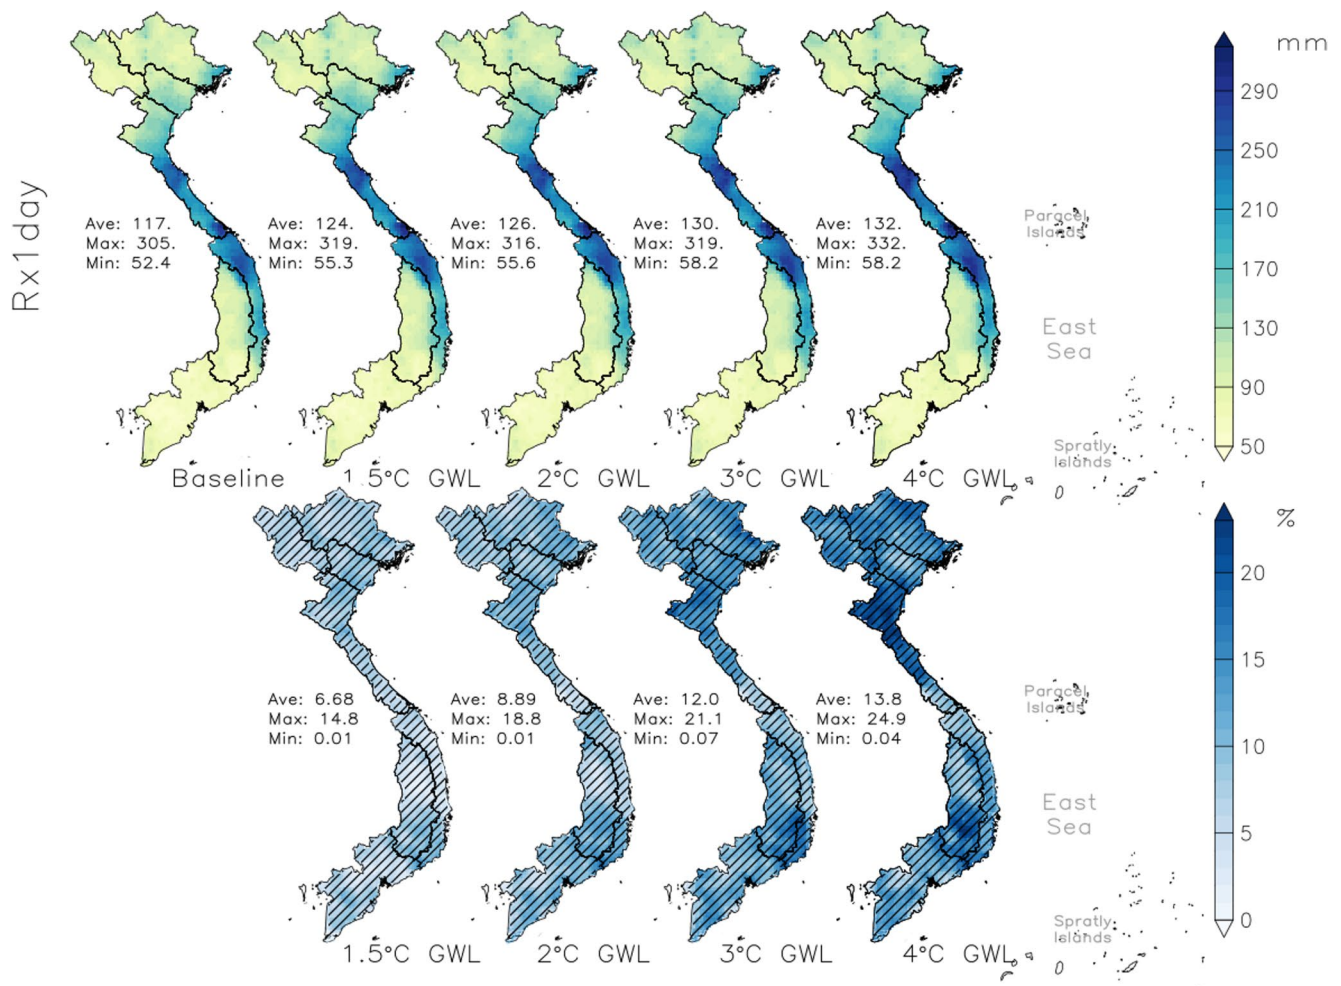 mm
290
250
210
170
130
90
50
Rx1day
Ave: 117.
Max: 305.
Min: 52.4
Ave: 124.
Max: 319.
Min: 55.3
Ave: 126.
Max: 316.
Min: 55.6
Ave: 130.
Max: 319.
Min: 58.2
Ave: 132.
Max: 332.
Min: 58.2
Paracel
Islands
East
Sea
Spratly
Islands
Baseline
1.5°C GWL
2°C GWL
3°C GWL
4°C GWL
%
20
15
10
5
0
Ave: 6.68
Max: 14.8
Min: 0.01
Ave: 8.89
Max: 18.8
Min: 0.01
Ave: 12.0
Max: 21.1
Min: 0.07
Ave: 13.8
Max: 24.9
Min: 0.04
Paracel
Islands
East
Sea
Spratly
Islands
1.5°C GWL
2°C GWL
3°C GWL
4°C GWL